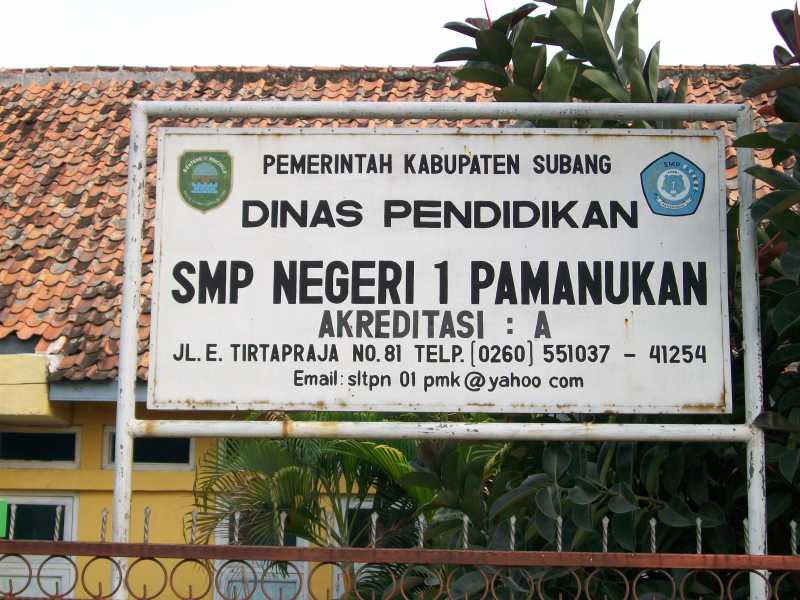 PEMERINTAH KABUPATEN SUBANG
DINAS PENDIDIKAN
SMP NEGERI 1 PAMANUKAN
AKREDITASI : A
JL. E. TIRTAPRAJA NO. 81 TELP. (0260) 551037 - 41254
Email: sltpn 01 pmk@yahoo com
SMP